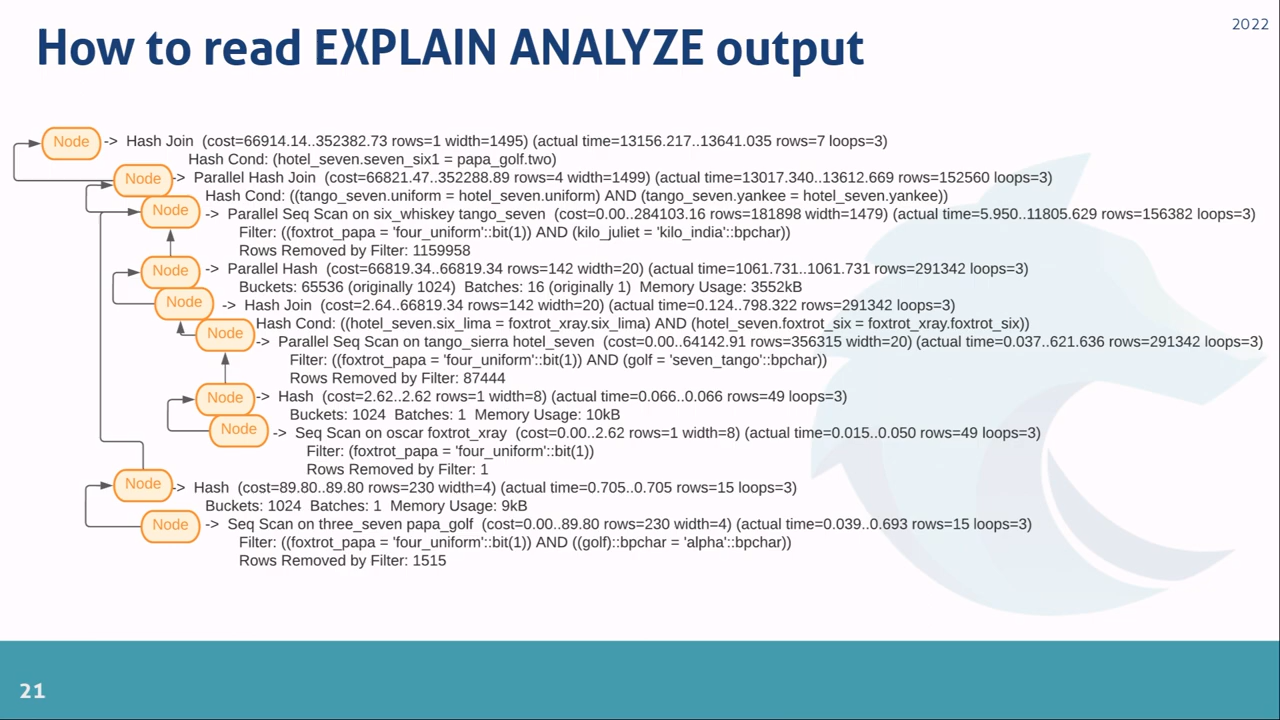 2022
How to read EXPLAIN ANALYZE output
Node -> Hash Join (cost=66914.14..352382.73 rows=1 width=1495) (actual time=13156.217..13641.035 rows=7 loops=3)
Hash Cond: (hotel_seven.seven_six1 = papa_golf.two)
Node -> Parallel Hash Join (cost=66821.47..352288.89 rows=4 width=1499) (actual time=13017.340..13612.669 rows=152560 loops=3)
Hash Cond: ((tango_seven.uniform = hotel_seven.uniform) AND (tango_seven.yankee = hotel_seven.yankee))
Node -> Parallel Seq Scan on six_whiskey tango_seven (cost=0.00..284103.16 rows=181898 width=1479) (actual time=5.950..11805.629 rows=156382 loops=3)
Filter: ((foxtrot_papa = 'four_uniform'::bit(1)) AND (kilo_juliet = 'kilo_india'::bpchar))
Rows Removed by Filter: 1159958
Node -> Parallel Hash (cost=66819.34..66819.34 rows=142 width=20) (actual time=1061.731..1061.731 rows=291342 loops=3)
Buckets: 65536 (originally 1024) Batches: 16 (originally 1) Memory Usage: 3552kB
Node -> Hash Join (cost=2.64..66819.34 rows=142 width=20) (actual time=0.124..798.322 rows=291342 loops=3)
Hash Cond: ((hotel_seven.six_lima = foxtrot_xray.six_lima) AND (hotel_seven.foxtrot_six = foxtrot_xray.foxtrot_six))
Node -> Parallel Seq Scan on tango_sierra hotel_seven (cost=0.00..64142.91 rows=356315 width=20) (actual time=0.037..621.636 rows=291342 loops=3)
Filter: ((foxtrot_papa = 'four_uniform'::bit(1)) AND (golf = 'seven_tango'::bpchar))
Rows Removed by Filter: 87444
Node -> Hash (cost=2.62..2.62 rows=1 width=8) (actual time=0.066..0.066 rows=49 loops=3)
Buckets: 1024 Batches: 1 Memory Usage: 10kB
Node -> Seq Scan on oscar foxtrot_xray (cost=0.00..2.62 rows=1 width=8) (actual time=0.015..0.050 rows=49 loops=3)
Filter: (foxtrot_papa = 'four_uniform'::bit(1))
Rows Removed by Filter: 1
Node -> Hash (cost=89.80..89.80 rows=230 width=4) (actual time=0.705..0.705 rows=15 loops=3)
Buckets: 1024 Batches: 1 Memory Usage: 9kB
Node -> Seq Scan on three_seven papa_golf (cost=0.00..89.80 rows=230 width=4) (actual time=0.039..0.693 rows=15 loops=3)
Filter: ((foxtrot_papa = 'four_uniform'::bit(1)) AND ((golf)::bpchar = 'alpha'::bpchar))
Rows Removed by Filter: 1515
21